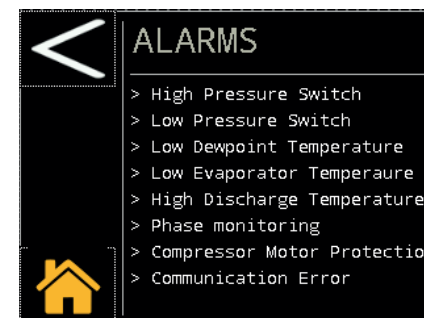 ALARMS
> High Pressure Switch
> Low Pressure Switch
> Low Dewpoint Temperature
> Low Evaporator Temperaure
> High Discharge Temperature
> Phase monitoring
> Compressor Motor Protectio
> Communication Error